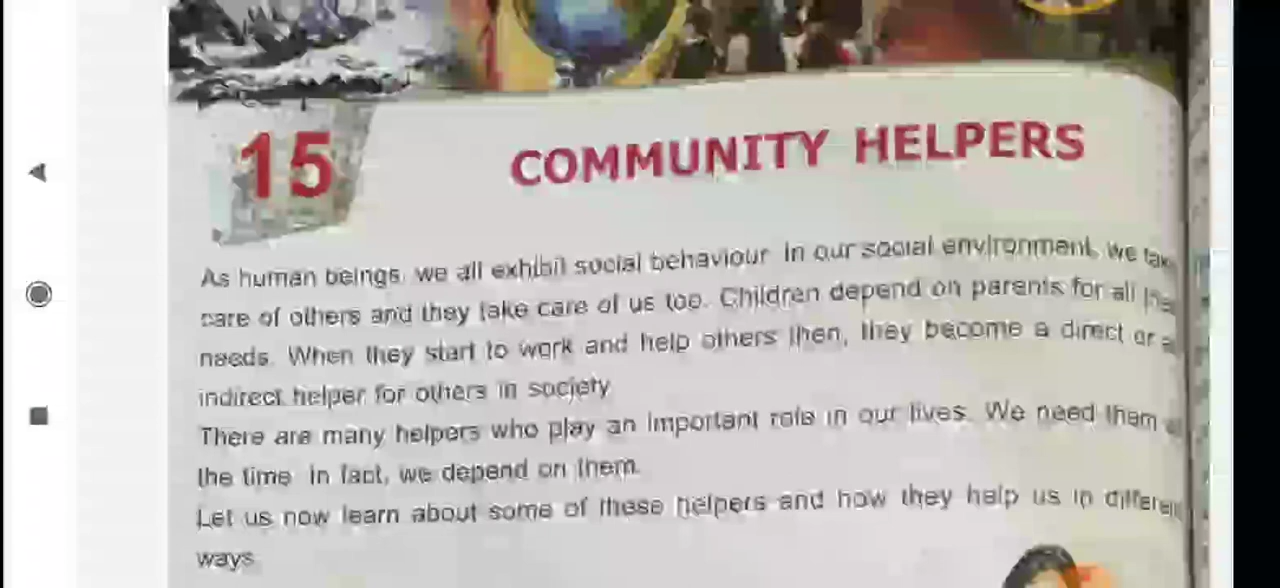 15
COMMUNITY HELPERS
As human beings, we all exhibit social behaviour. In our social environment, we
care of others and they take care of us too. Children depend on parents for all
needs. When they start to work and help others then, they become a direct or
indirect helper for others in society.
There are many helpers who play an important role in our lives. We need them
the time. In fact, we depend on them.
Let us now learn about some of these helpers and how they help us in
ways.